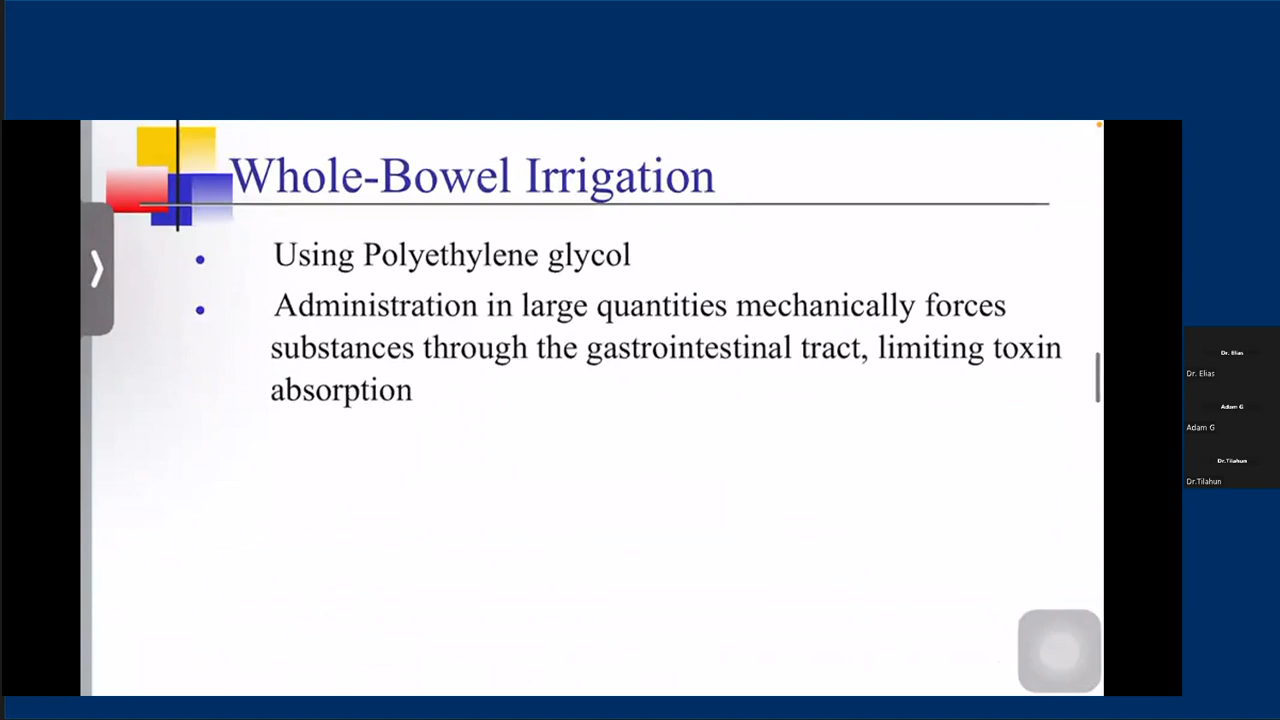 Whole-Bowel Irrigation
• Using Polyethylene glycol
• Administration in large quantities mechanically forces
substances through the gastrointestinal tract, limiting toxin
absorption
Dr. Elias
Dr. Elias
Adam G
Adam G
Dr.Tilahun
Dr.Tilahun